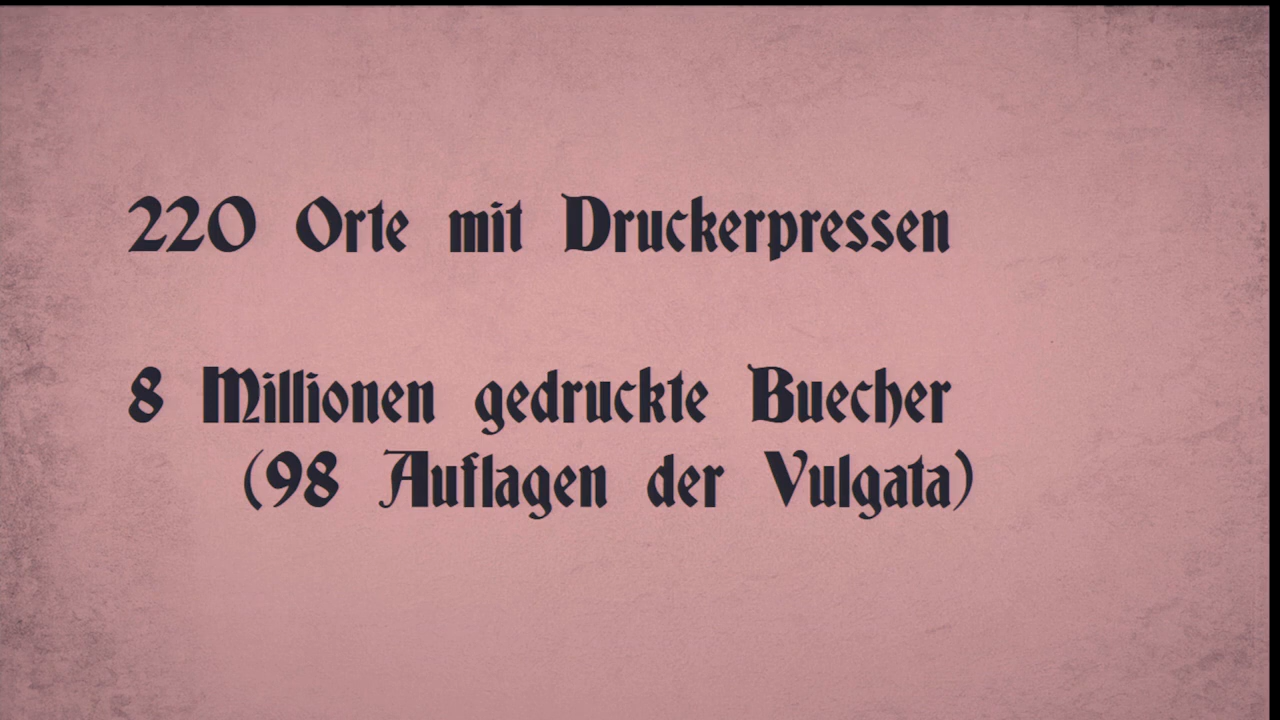 220 Orte mit Druckerpressen
8 Millionen gedruckte Buecher
(98 Auflagen der Vulgata)